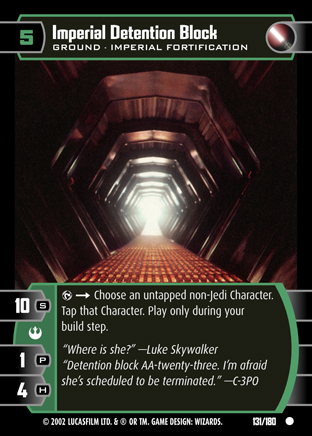 5 Imperial Detention Block
GROUND · IMPERIAL FORTIFICATION
10 S
1 P
4 H
→ Choose an untapped non-Jedi Character.
Tap that Character. Play only during your
build step.
“Where is she?” —Luke Skywalker
“Detention block AA-twenty-three. I’m afraid
she’s scheduled to be terminated.” —C-3PO
© 2002 LUCASFILM LTD. & ® OR TM. GAME DESIGN: WIZARDS. 131/180